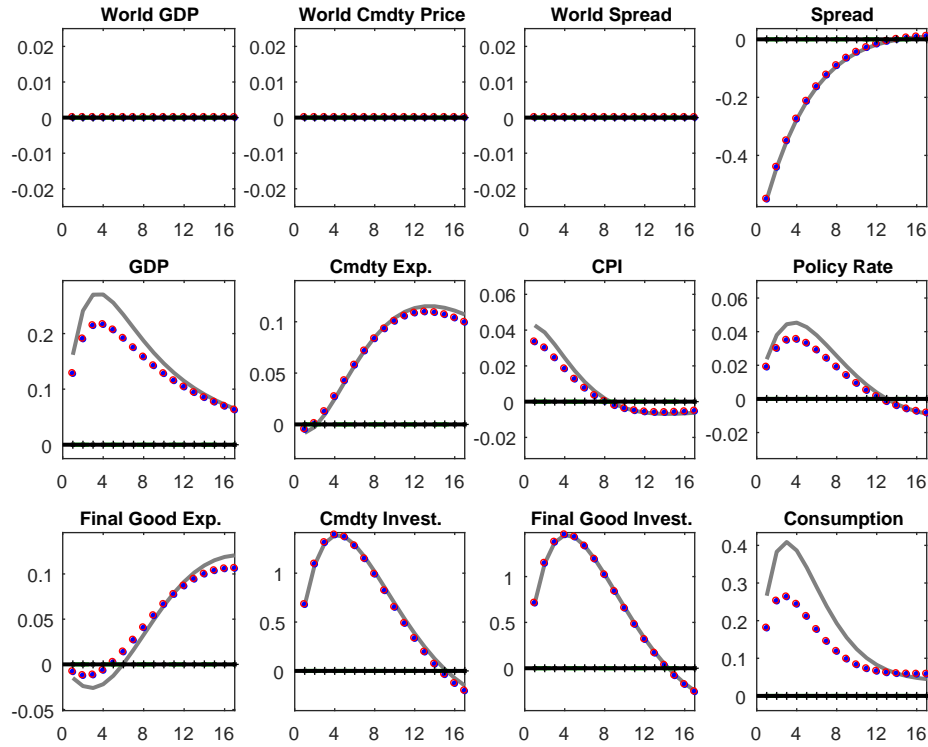 World GDP World Cmdty Price World Spread Spread
0.02 0.02 0.02 0
0.01 0.01 0.01 -0.2
0 0 0 -0.4
-0.01 -0.01 -0.01
-0.02 -0.02 -0.02
0 4 8 12 16 0 4 8 12 16 0 4 8 12 16 0 4 8 12 16
GDP Cmdty Exp. CPI Policy Rate
0.2 0.1 0.06 0.06
0.1 0.05 0.04 0.04
0 0 0.02 0.02
0 0
-0.02 -0.02
0 4 8 12 16 0 4 8 12 16 0 4 8 12 16 0 4 8 12 16
Final Good Exp. Cmdty Invest. Final Good Invest. Consumption
0.1 1 1 0.4
0.05 0 0 0.3
0 0.2
-0.05 0.1
0
0 4 8 12 16 0 4 8 12 16 0 4 8 12 16 0 4 8 12 16